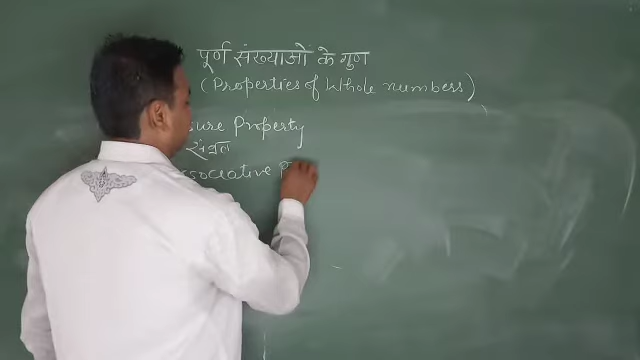 पूर्ण संख्याओं के गुण
(Properties of Whole numbers)
sure Property
संवृत
ssociative P